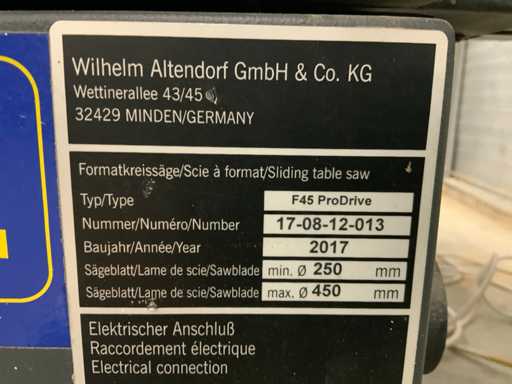 Wilhelm Altendorf GmbH & Co. KG
Wettinerallee 43/45
32429 MINDEN/GERMANY
Formatkreissäge/Scie à format/Sliding table saw
Typ/Type F45 ProDrive
Nummer/Numéro/Number 17-08-12-013
Baujahr/Année/Year 2017
Sägeblatt/Lame de scie/Sawblade min. Ø 250 mm
Sägeblatt/Lame de scie/Sawblade max. Ø 450 mm
Elektrischer Anschluß
Raccordement électrique
Electrical connection